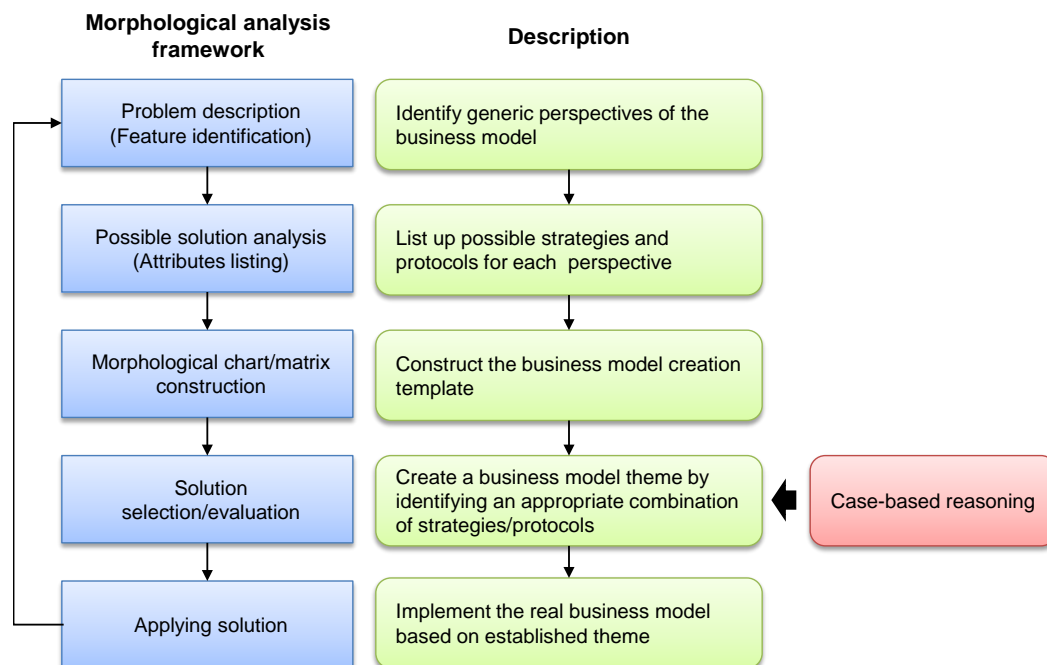 Morphological analysis
framework
Description
Problem description
(Feature identification)
Identify generic perspectives of the
business model
Possible solution analysis
(Attributes listing)
List up possible strategies and
protocols for each  perspective
Morphological chart/matrix
construction
Construct the business model creation
template
Solution
selection/evaluation
Create a business model theme by
identifying an appropriate combination
of strategies/protocols
Case-based reasoning
Applying solution
Implement the real business model
based on established theme